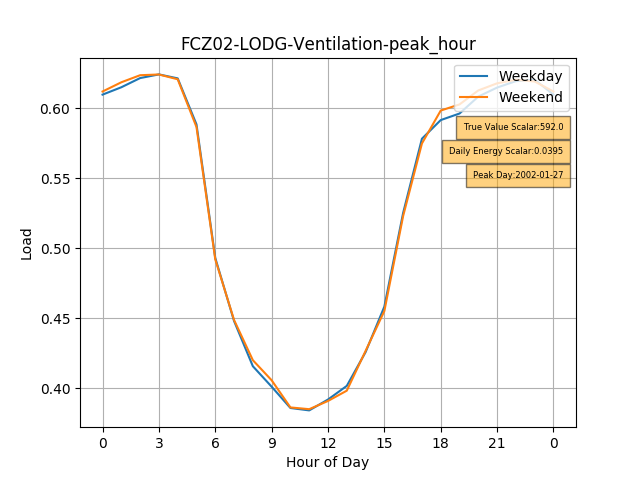 FCZ02-LODG-Ventilation-peak_hour
Weekday
Weekend
True Value Scalar:592.0
Daily Energy Scalar:0.0395
Peak Day:2002-01-27
Load
0.60
0.55
0.50
0.45
0.40
0 3 6 9 12 15 18 21 0
Hour of Day